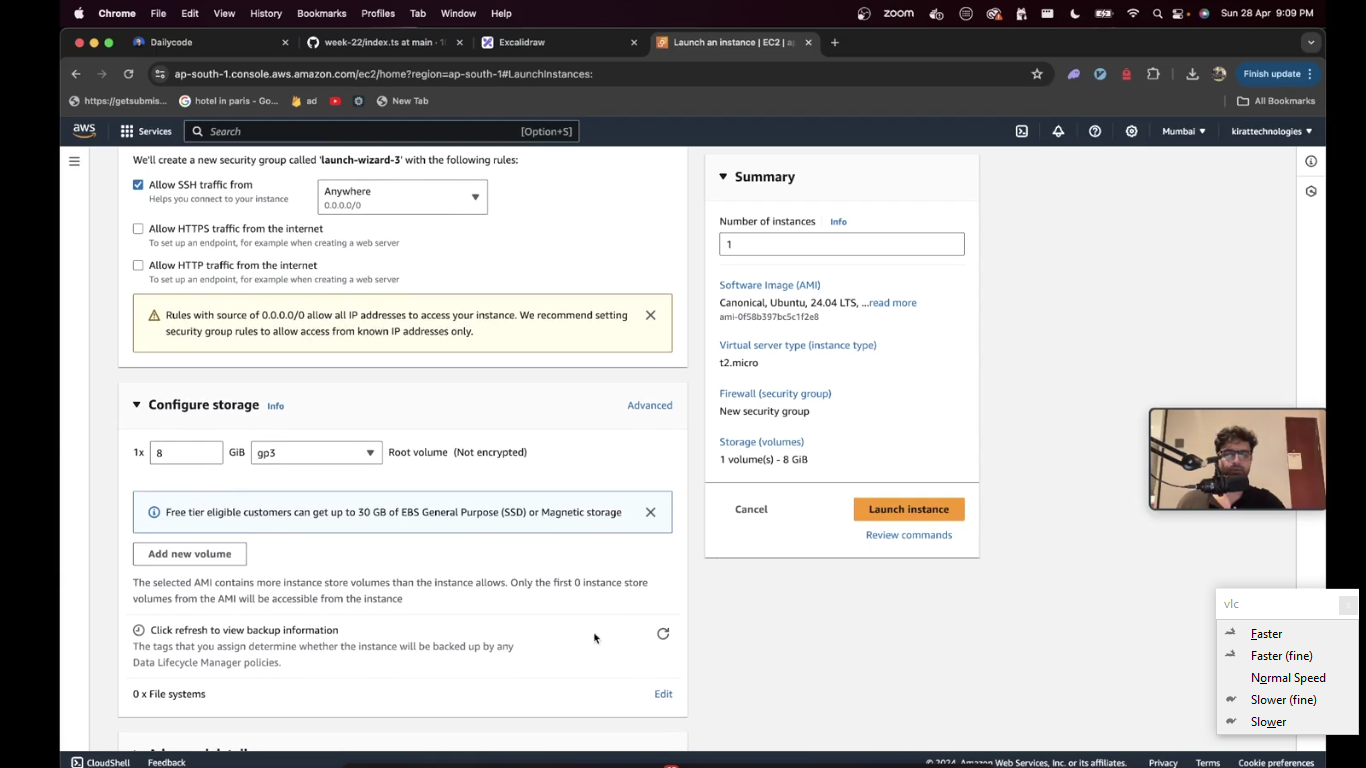 Chrome File Edit View History Bookmarks Profiles Tab Window Help zoom Sun 28 Apr 9:09 PM
Dailycode week-22/index.ts at main · 1 Excalidraw Launch an instance | EC2 | ap
ap-south-1.console.aws.amazon.com/ec2/home?region=ap-south-1#LaunchInstances: Finish update
https://getsubmis... hotel in paris - Go... ad New Tab All Bookmarks
aws Services Search [Option+S] Mumbai kirattechnologies
We'll create a new security group called 'launch-wizard-3' with the following rules:
Allow SSH traffic from
Helps you connect to your instance
Anywhere
0.0.0.0/0
Allow HTTPS traffic from the internet
To set up an endpoint, for example when creating a web server
Allow HTTP traffic from the internet
To set up an endpoint, for example when creating a web server
Rules with source of 0.0.0.0/0 allow all IP addresses to access your instance. We recommend setting
security group rules to allow access from known IP addresses only.
Configure storage Info Advanced
1x 8 GiB gp3 Root volume (Not encrypted)
Free tier eligible customers can get up to 30 GB of EBS General Purpose (SSD) or Magnetic storage
Add new volume
The selected AMI contains more instance store volumes than the instance allows. Only the first 0 instance store
volumes from the AMI will be accessible from the instance
Click refresh to view backup information
The tags that you assign determine whether the instance will be backed up by any
Data Lifecycle Manager policies.
0 x File systems Edit
Summary
Number of instances Info
1
Software Image (AMI)
Canonical, Ubuntu, 24.04 LTS, ...read more
ami-0f58b397bc5c1f2e8
Virtual server type (instance type)
t2.micro
Firewall (security group)
New security group
Storage (volumes)
1 volume(s) - 8 GiB
Cancel Launch instance
Review commands
vlc
Faster
Faster (fine)
Normal Speed
Slower (fine)
Slower
CloudShell Feedback © 2024, Amazon Web Services, Inc. or its affiliates. Privacy Terms Cookie preferences